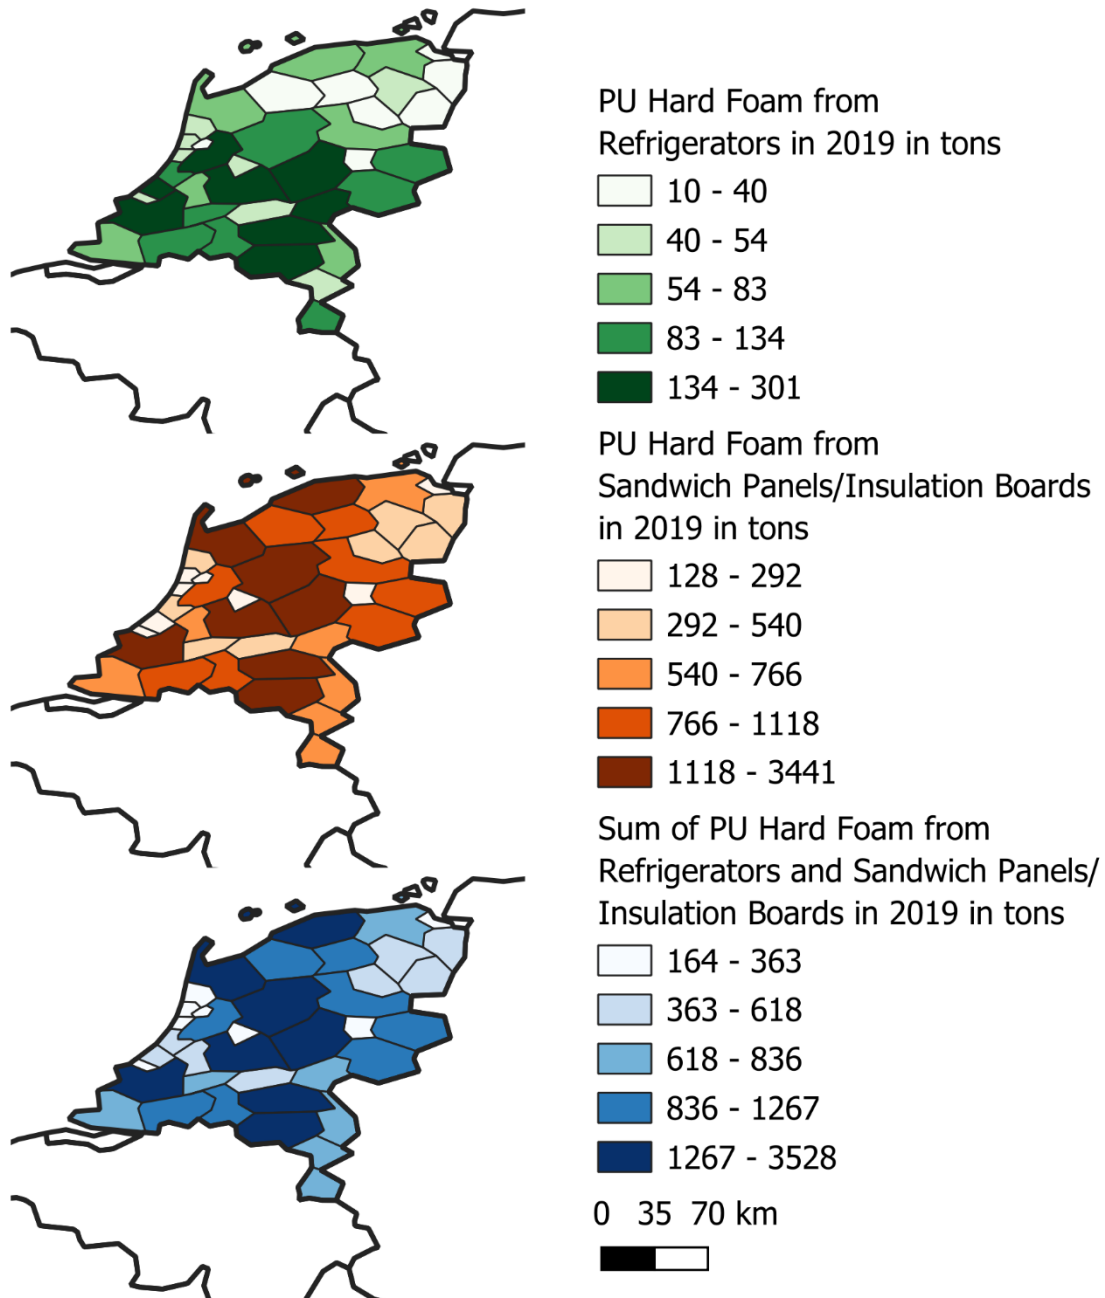 PU Hard Foam from
Refrigerators in 2019 in tons
10 - 40
40 - 54
54 - 83
83 - 134
134 - 301
PU Hard Foam from
Sandwich Panels/Insulation Boards
in 2019 in tons
128 - 292
292 - 540
540 - 766
766 - 1118
1118 - 3441
Sum of PU Hard Foam from
Refrigerators and Sandwich Panels/
Insulation Boards in 2019 in tons
164 - 363
363 - 618
618 - 836
836 - 1267
1267 - 3528
0 35 70 km